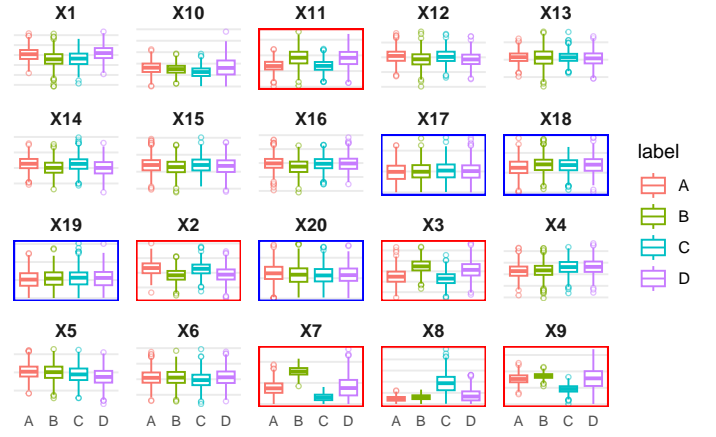 X1 X10 X11 X12 X13
X14 X15 X16 X17 X18
label
A
B
C
D
X19 X2 X20 X3 X4
X5 X6 X7 X8 X9
A B C D A B C D A B C D A B C D A B C D